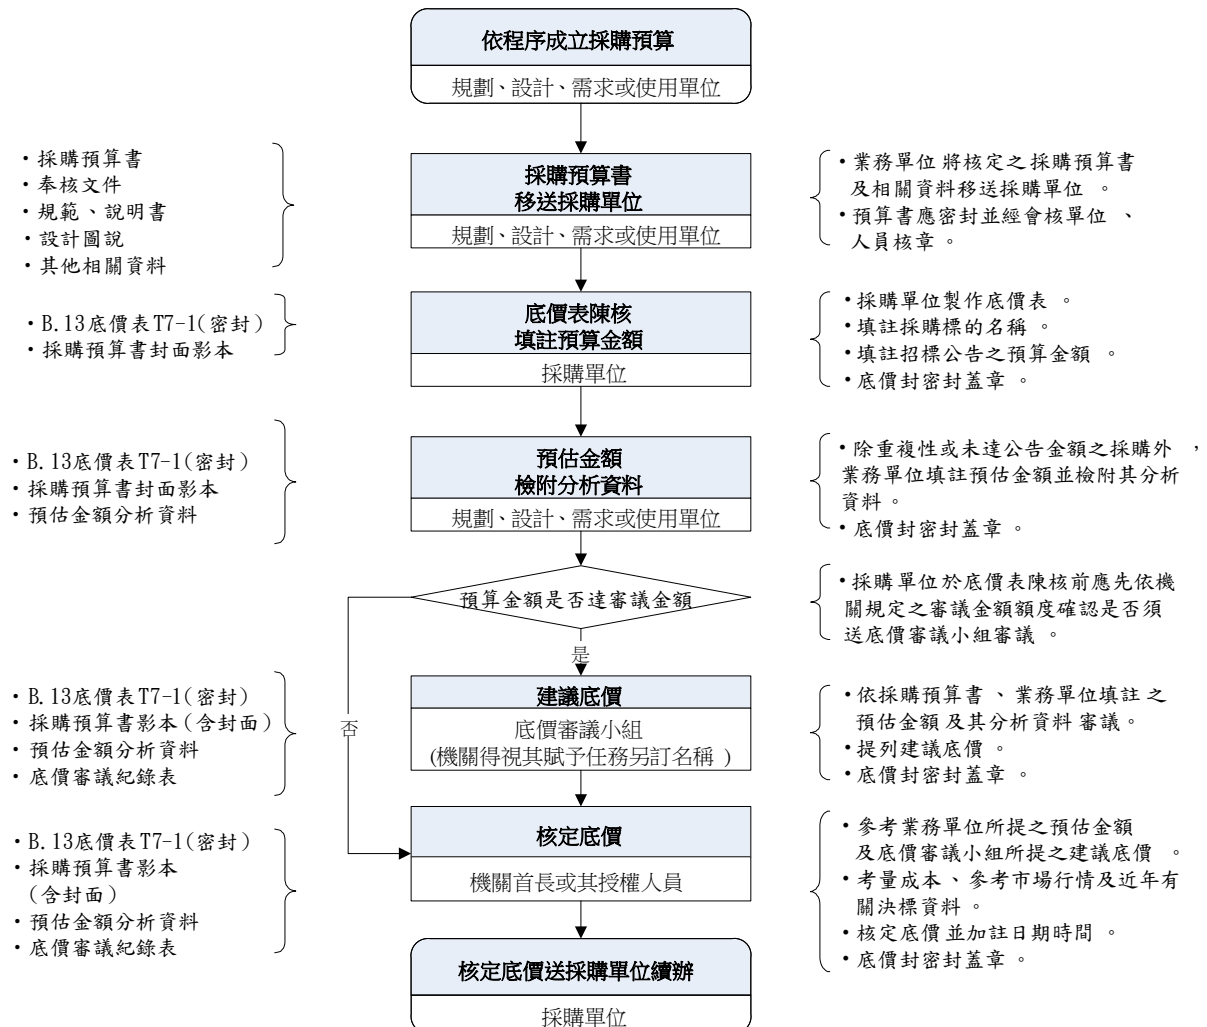 依程序成立採購預算
規劃、設計、需求或使用單位
・採購預算書
・奉核文件
・規範、說明書
・設計圖說
・其他相關資料
採購預算書
移送採購單位
規劃、設計、需求或使用單位
・業務單位 將核定之採購預算書
及相關資料移送採購單位 。
・預算書應密封並經會核單位 、
人員核章。
・B.13底價表T7-1(密封)
・採購預算書封面影本
底價表陳核
填註預算金額
採購單位
・採購單位製作底價表 。
・填註採購標的名稱。
・填註招標公告之預算金額 。
・底價封密封蓋章 。
・B.13底價表T7-1(密封)
・採購預算書封面影本
・預估金額分析資料
預估金額
檢附分析資料
規劃、設計、需求或使用單位
・除重複性或未達公告金額之採購外 ,
業務單位填註預估金額並檢附其分析
資料。
・底價封密封蓋章。
預算金額是否達審議金額
・採購單位於底價表陳核前應先依機
關規定之審議金額額度確認是否須
送底價審議小組審議 。
是
否
・B.13底價表T7-1(密封)
・採購預算書影本(含封面)
・預估金額分析資料
・底價審議紀錄表
建議底價
底價審議小組
(機關得視其賦予任務另訂名稱 )
・依採購預算書 、業務單位填註之
預估金額及其分析資料 審議。
・提列建議底價 。
・底價封密封蓋章。
・B.13底價表T7-1(密封)
・採購預算書影本
(含封面)
・預估金額分析資料
・底價審議紀錄表
核定底價
機關首長或其授權人員
・參考業務單位所提之預估金額
及底價審議小組所提之建議底價 。
・考量成本、參考市場行情及近年有
關決標資料。
・核定底價並加註日期時間 。
・底價封密封蓋章。
核定底價送採購單位續辦
採購單位